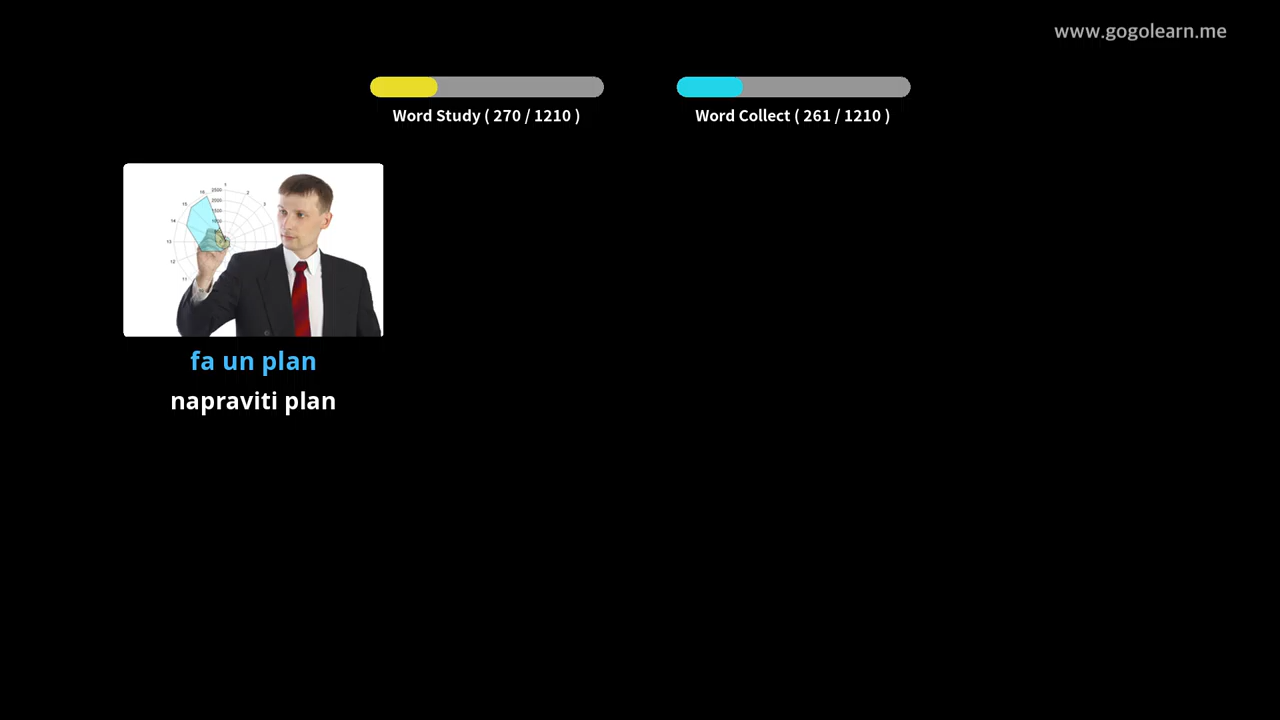 www.gogolearn.me
Word Study ( 270 / 1210 )
Word Collect ( 261 / 1210 )
fa un plan
napraviti plan